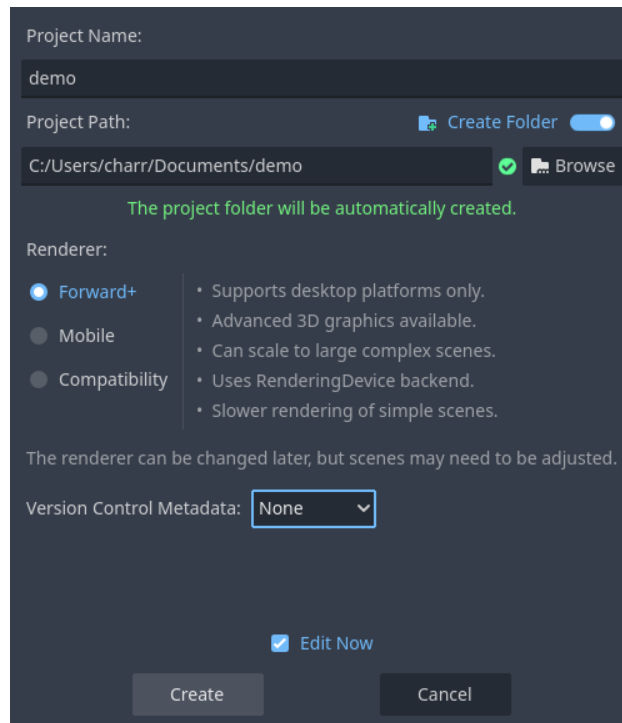 Project Name:
demo
Project Path:
Create Folder
C:/Users/charr/Documents/demo
Browse
The project folder will be automatically created.
Renderer:
Forward+
Mobile
Compatibility
• Supports desktop platforms only.
• Advanced 3D graphics available.
• Can scale to large complex scenes.
• Uses RenderingDevice backend.
• Slower rendering of simple scenes.
The renderer can be changed later, but scenes may need to be adjusted.
Version Control Metadata: None
Edit Now
Create
Cancel